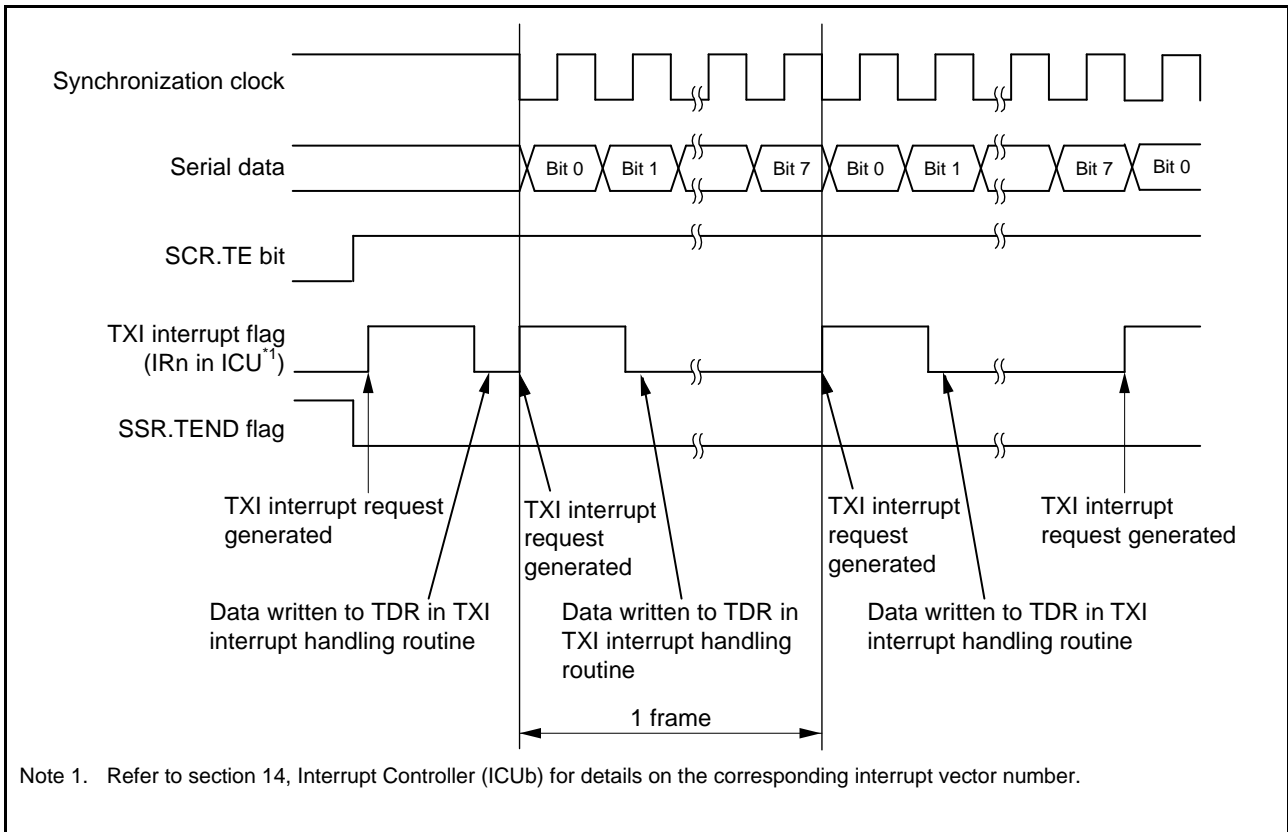 Synchronization clock
Serial data
Bit 0 Bit 1 Bit 7 Bit 0 Bit 1 Bit 7 Bit 0
SCR.TE bit
TXI interrupt flag
(IRn in ICU*1)
SSR.TEND flag
TXI interrupt request
generated
TXI interrupt
request
generated
TXI interrupt
request
generated
TXI interrupt
request generated
Data written to TDR in TXI
interrupt handling routine
Data written to TDR in
TXI interrupt handling
routine
Data written to TDR in TXI
interrupt handling routine
1 frame
Note 1. Refer to section 14, Interrupt Controller (ICUb) for details on the corresponding interrupt vector number.